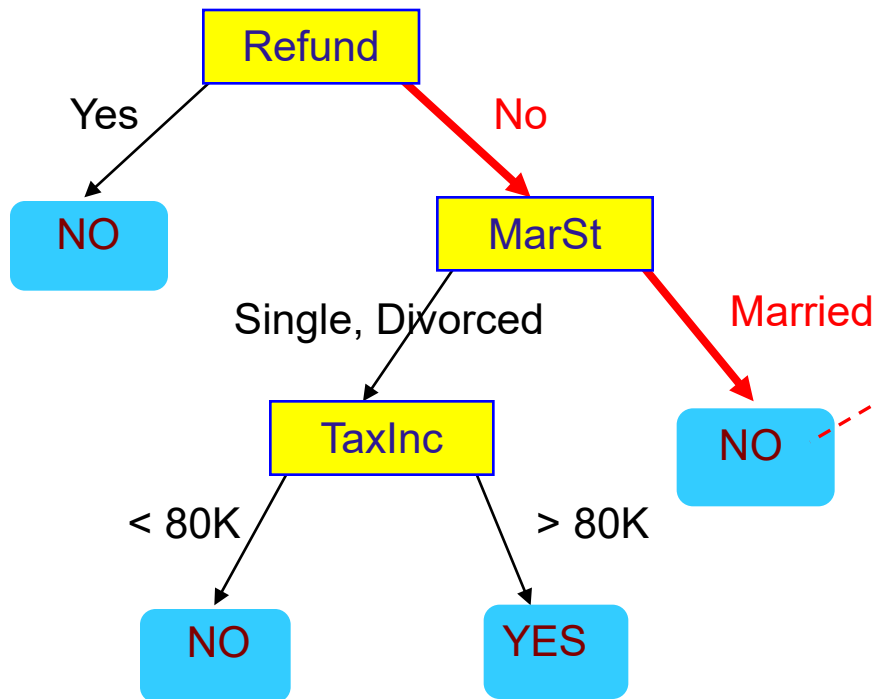 Refund
Yes
No
NO
MarSt
Single, Divorced
Married
TaxInc
NO
< 80K
> 80K
NO
YES